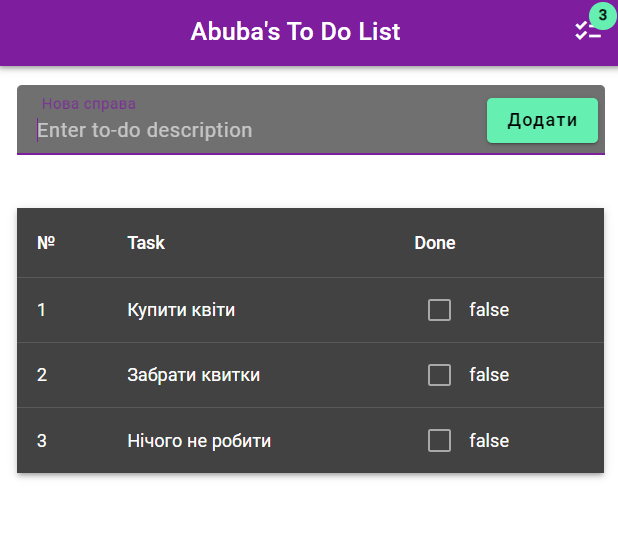 Abuba's To Do List
3
Нова справа
Enter to-do description
Додати
№ Task Done
1 Купити квіти false
2 Забрати квитки false
3 Нічого не робити false